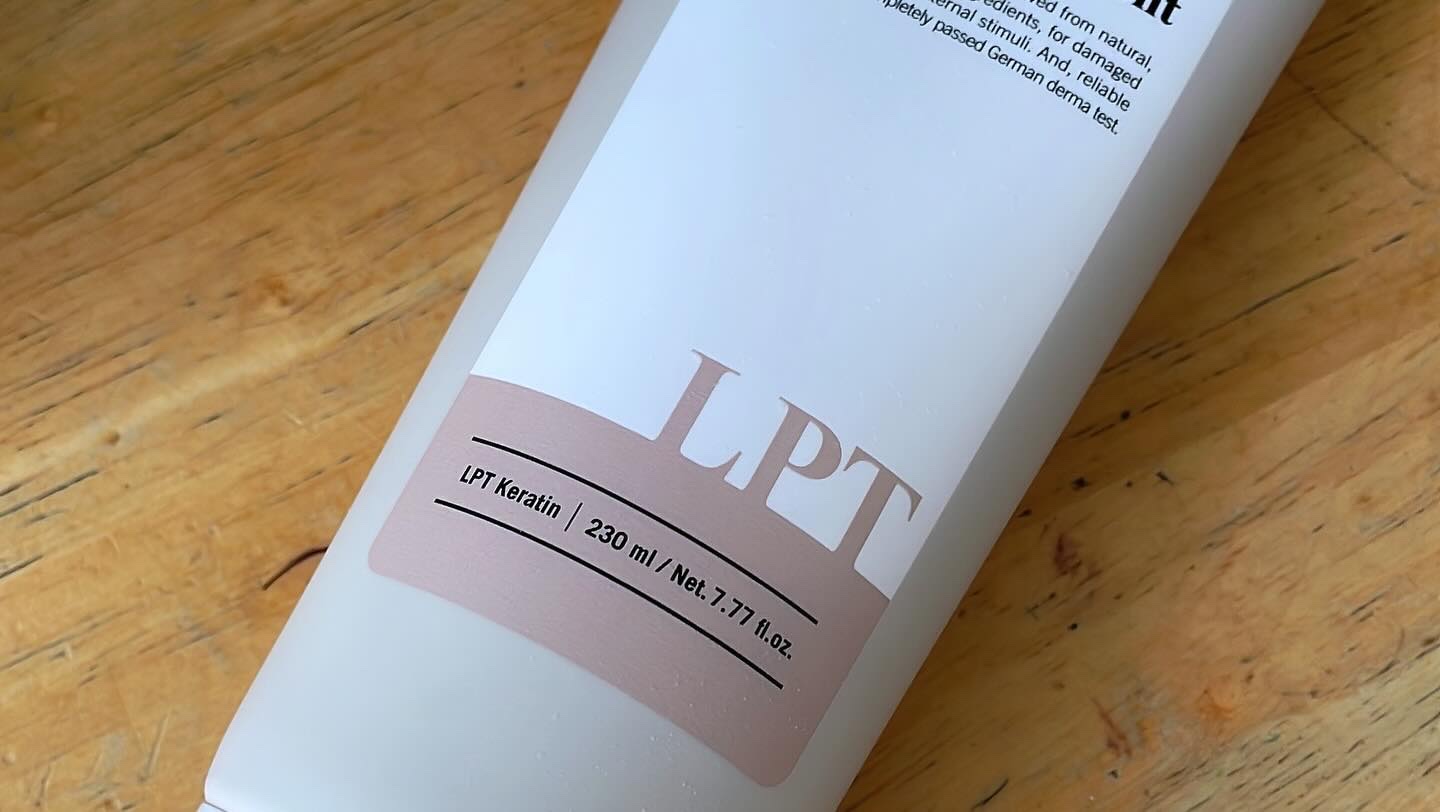 from natural,
for damaged
stimuli. And, reliable
passed German derma test.
LPT
LPT Keratin | 230 ml / Net. 7.77 fl.oz.